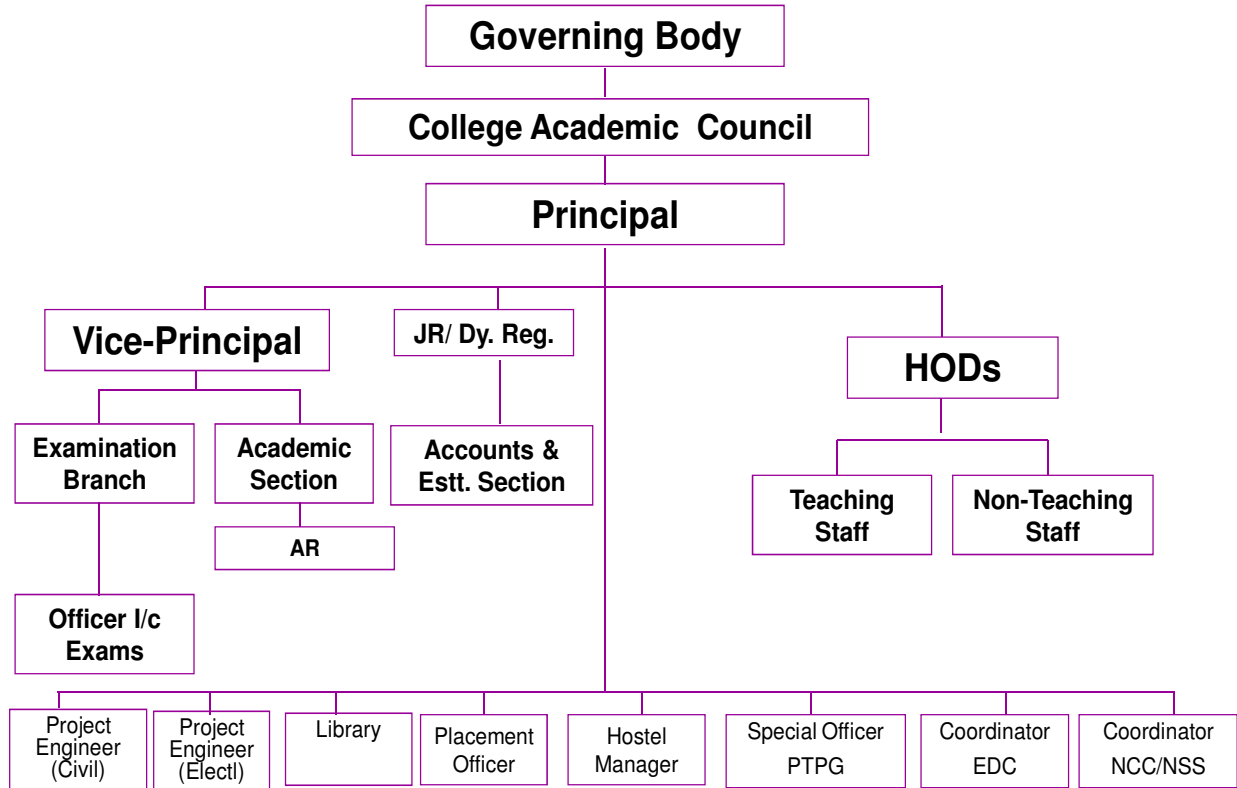 Governing Body
College Academic Council
Principal
Vice-Principal
JR/ Dy. Reg.
HODs
Examination
Branch
Academic
Section
Accounts &
Estt. Section
Teaching
Staff
Non-Teaching
Staff
AR
Officer I/c
Exams
Project
Engineer
(Civil)
Project
Engineer
(Electl)
Library
Placement
Officer
Hostel
Manager
Special Officer
PTPG
Coordinator
EDC
Coordinator
NCC/NSS